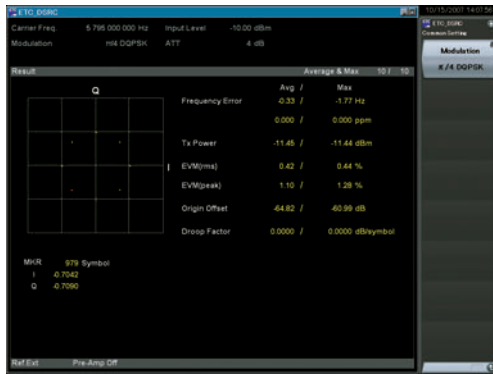 ETC_DSRC
10/15/2007 14:01:56
Carrier Freq. 5 795 000 000 Hz Input Level -10.00 dBm
Modulation π/4 DQPSK ATT 4 dB
ETC_DSRC
Common Setting
Modulation
π/4 DQPSK
Result Average & Max 10 / 10
Q
I
Avg / Max
Frequency Error -0.33 / -1.77 Hz
0.000 / 0.000 ppm
Tx Power -11.45 / -11.44 dBm
EVM(rms) 0.42 / 0.44 %
EVM(peak) 1.10 / 1.28 %
Origin Offset -64.82 / -60.99 dB
Droop Factor 0.0000 / 0.0000 dB/symbol
MKR 979 Symbol
I -0.7042
Q -0.7090
Ref.Ext Pre-Amp Off